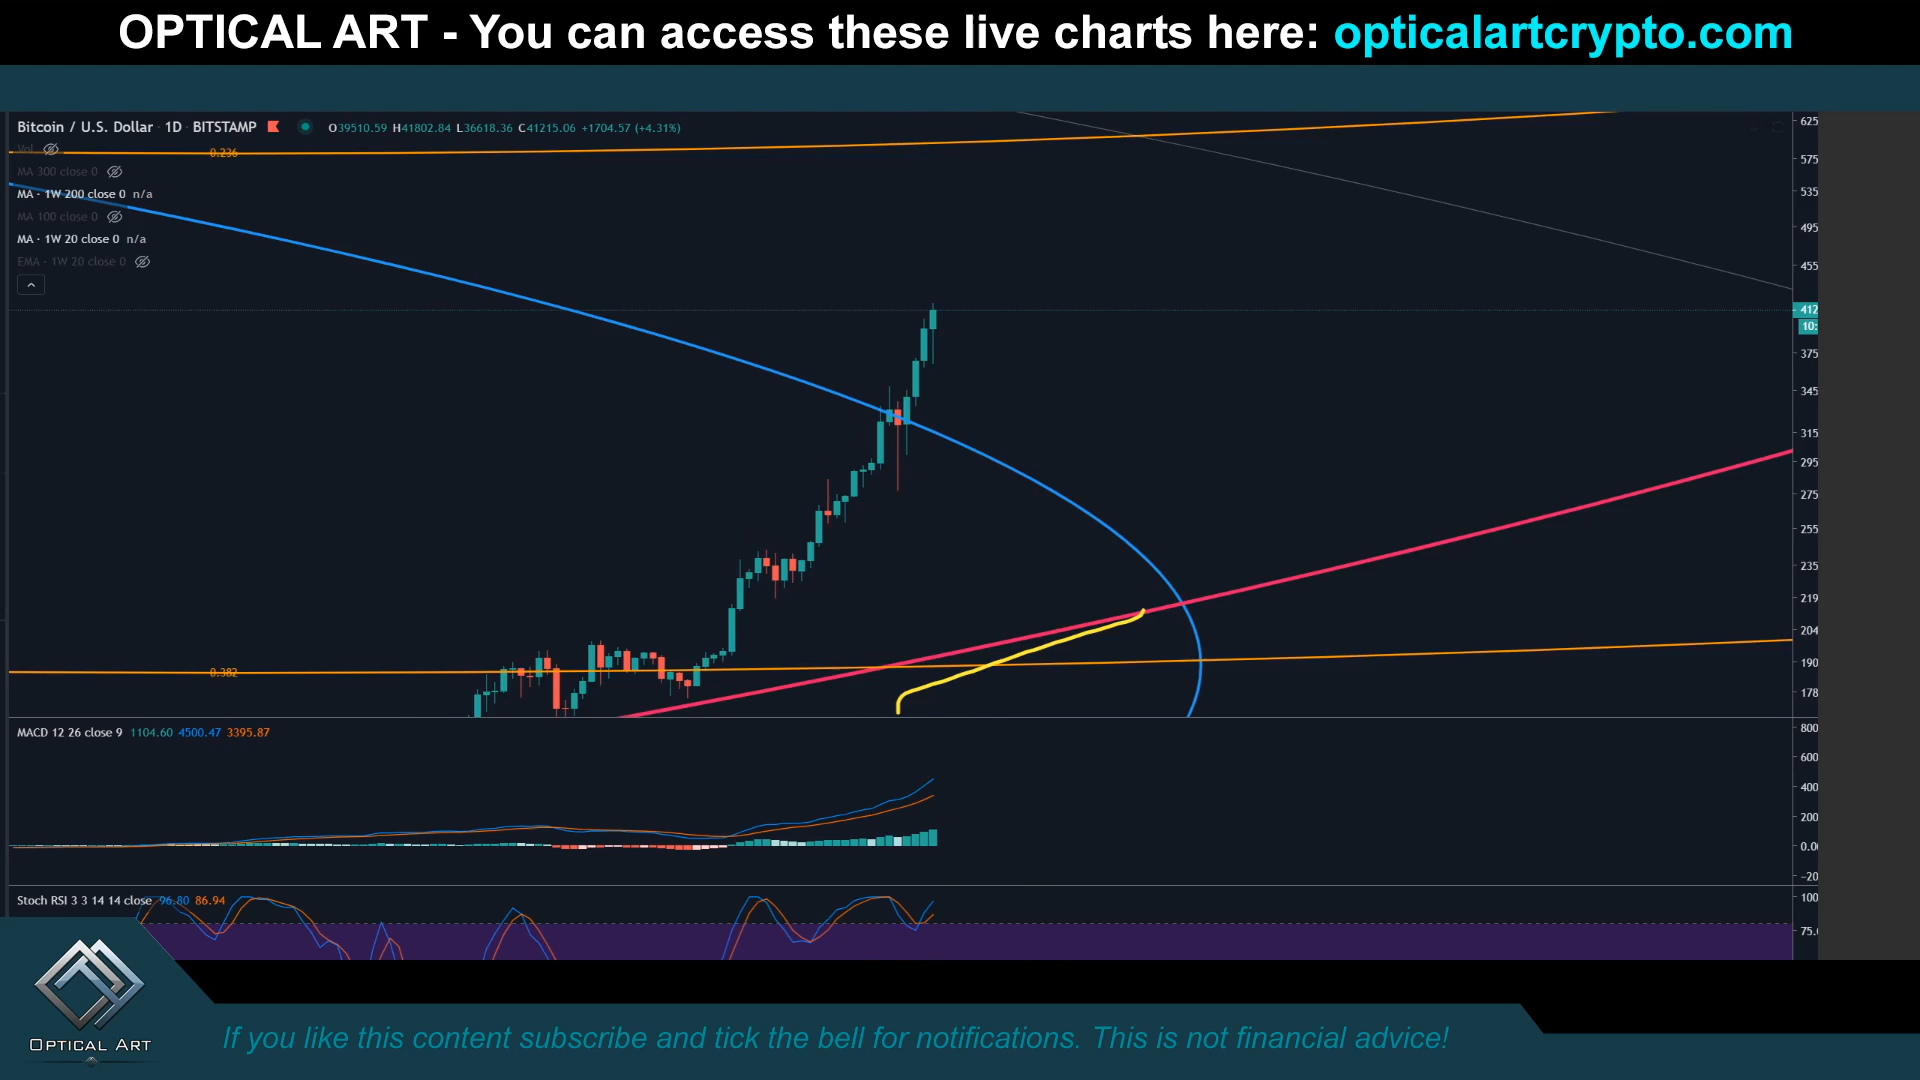 OPTICAL ART - You can access these live charts here: opticalartcrypto.com
Bitcoin / U.S. Dollar · 1D · BITSTAMP O39510.59 H41802.84 L36618.36 C41215.06 +1704.57 (+4.31%)
Vol
0.236
MA 300 close 0
MA · 1W 200 close 0 n/a
MA 100 close 0
MA · 1W 20 close 0 n/a
EMA · 1W 20 close 0
625
575
535
495
455
412
10:
375
345
315
295
275
255
235
219
204
190
178
0.382
MACD 12 26 close 9 1104.60 4500.47 3395.87
800
600
400
200
0.00
−20
Stoch RSI 3 3 14 14 close 96.80 86.94
100
75.
OPTICAL ART
If you like this content subscribe and tick the bell for notifications. This is not financial advice!